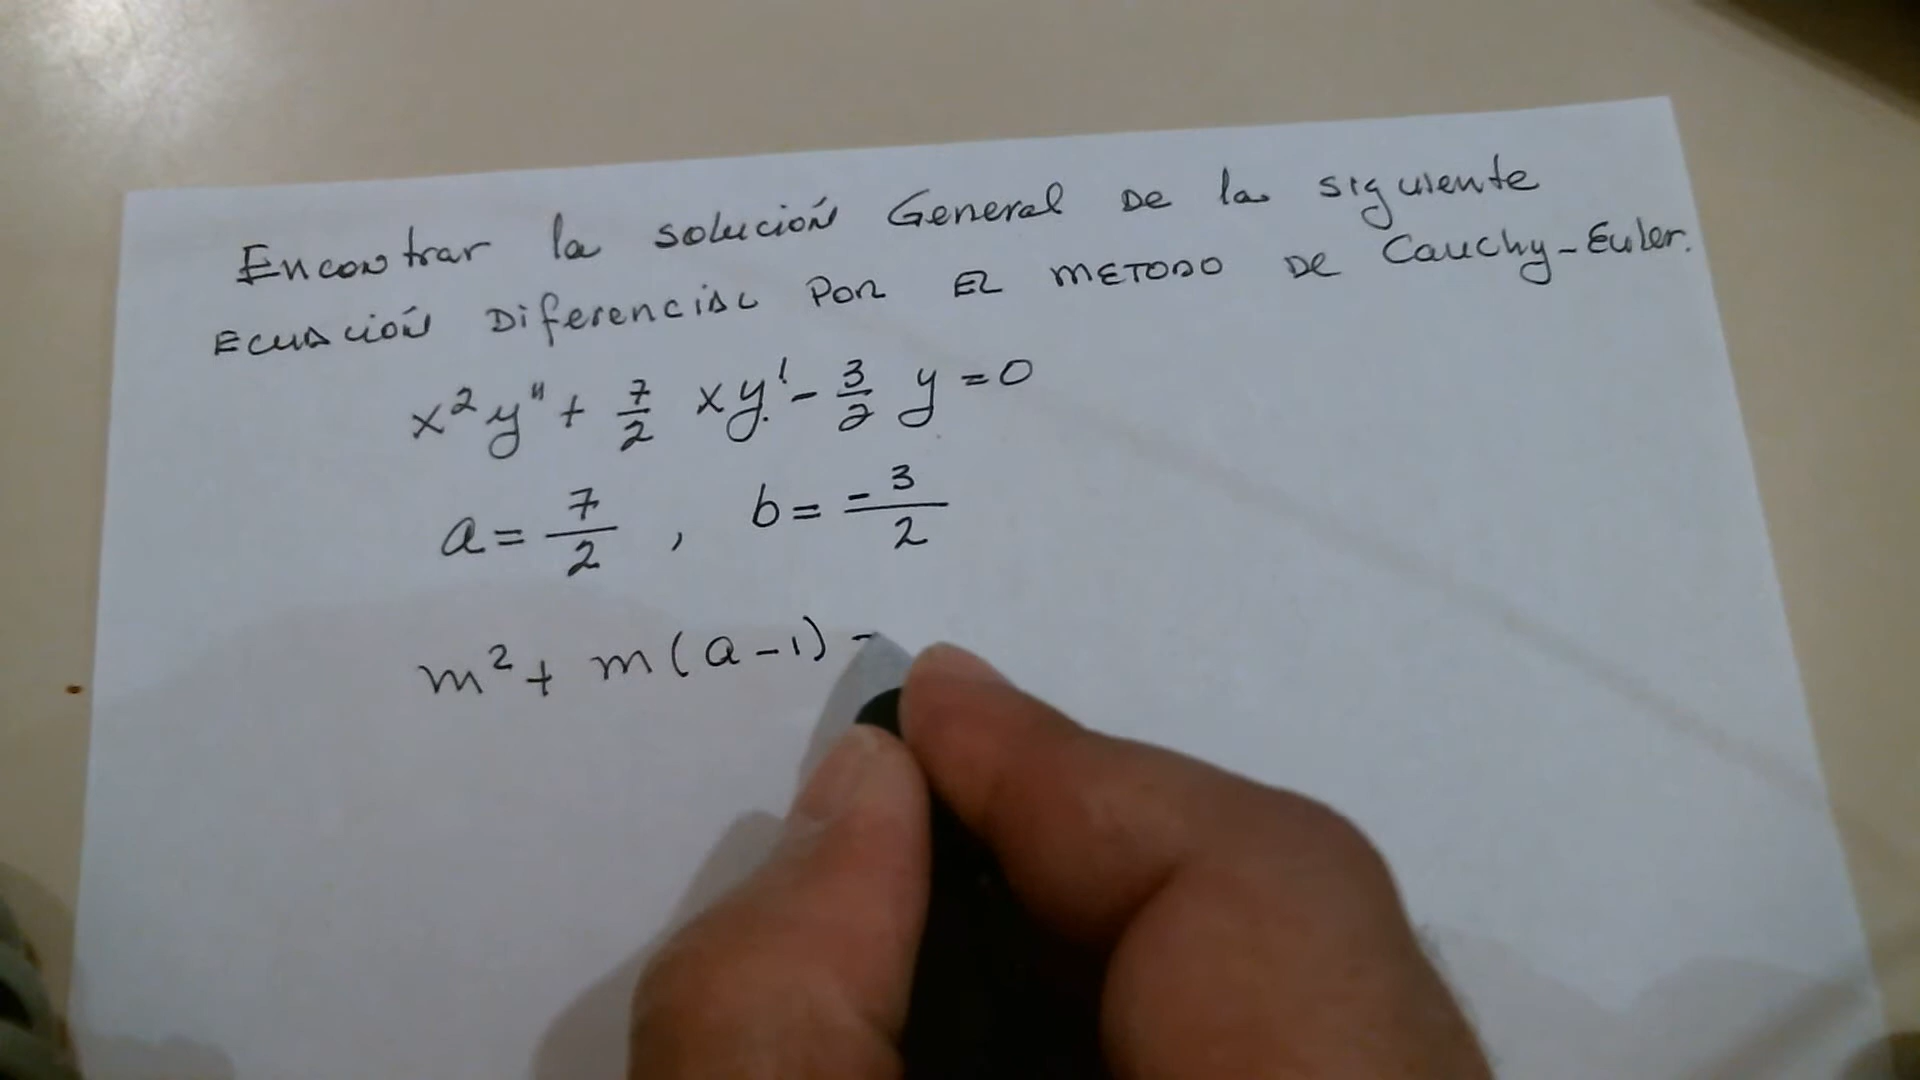 Encontrar la solución General De la siguiente
Ecuación Diferencial Por El metodo De Cauchy-Euler.
x²y" + 7/2 xy' - 3/2 y = 0
a = 7/2 , b = -3/2
m² + m(a-1) -